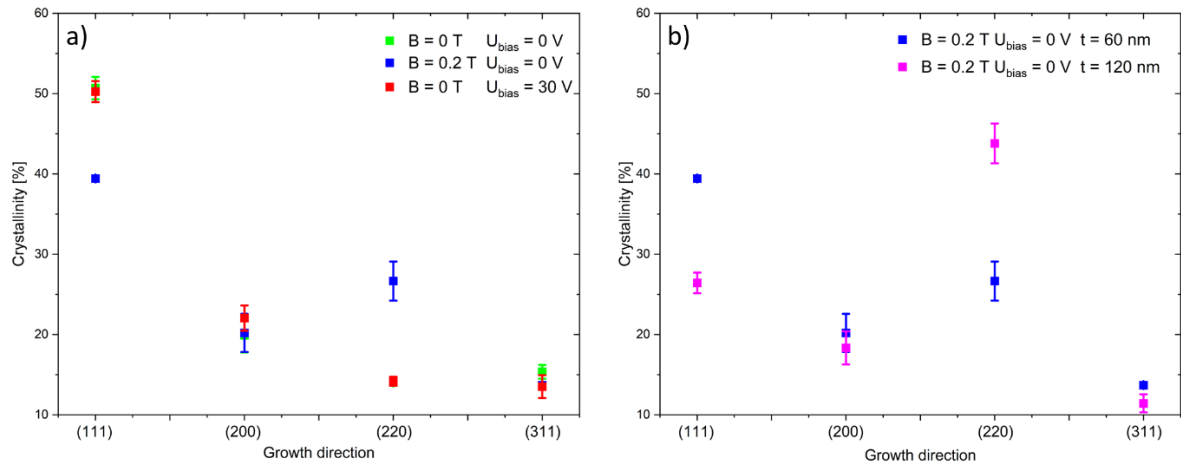 a)
B = 0 T U_bias = 0 V
B = 0.2 T U_bias = 0 V
B = 0 T U_bias = 30 V
60
50
40
30
20
10
Crystallinity [%]
(111) (200) (220) (311)
Growth direction
b)
B = 0.2 T U_bias = 0 V t = 60 nm
B = 0.2 T U_bias = 0 V t = 120 nm
60
50
40
30
20
10
Crystallinity [%]
(111) (200) (220) (311)
Growth direction